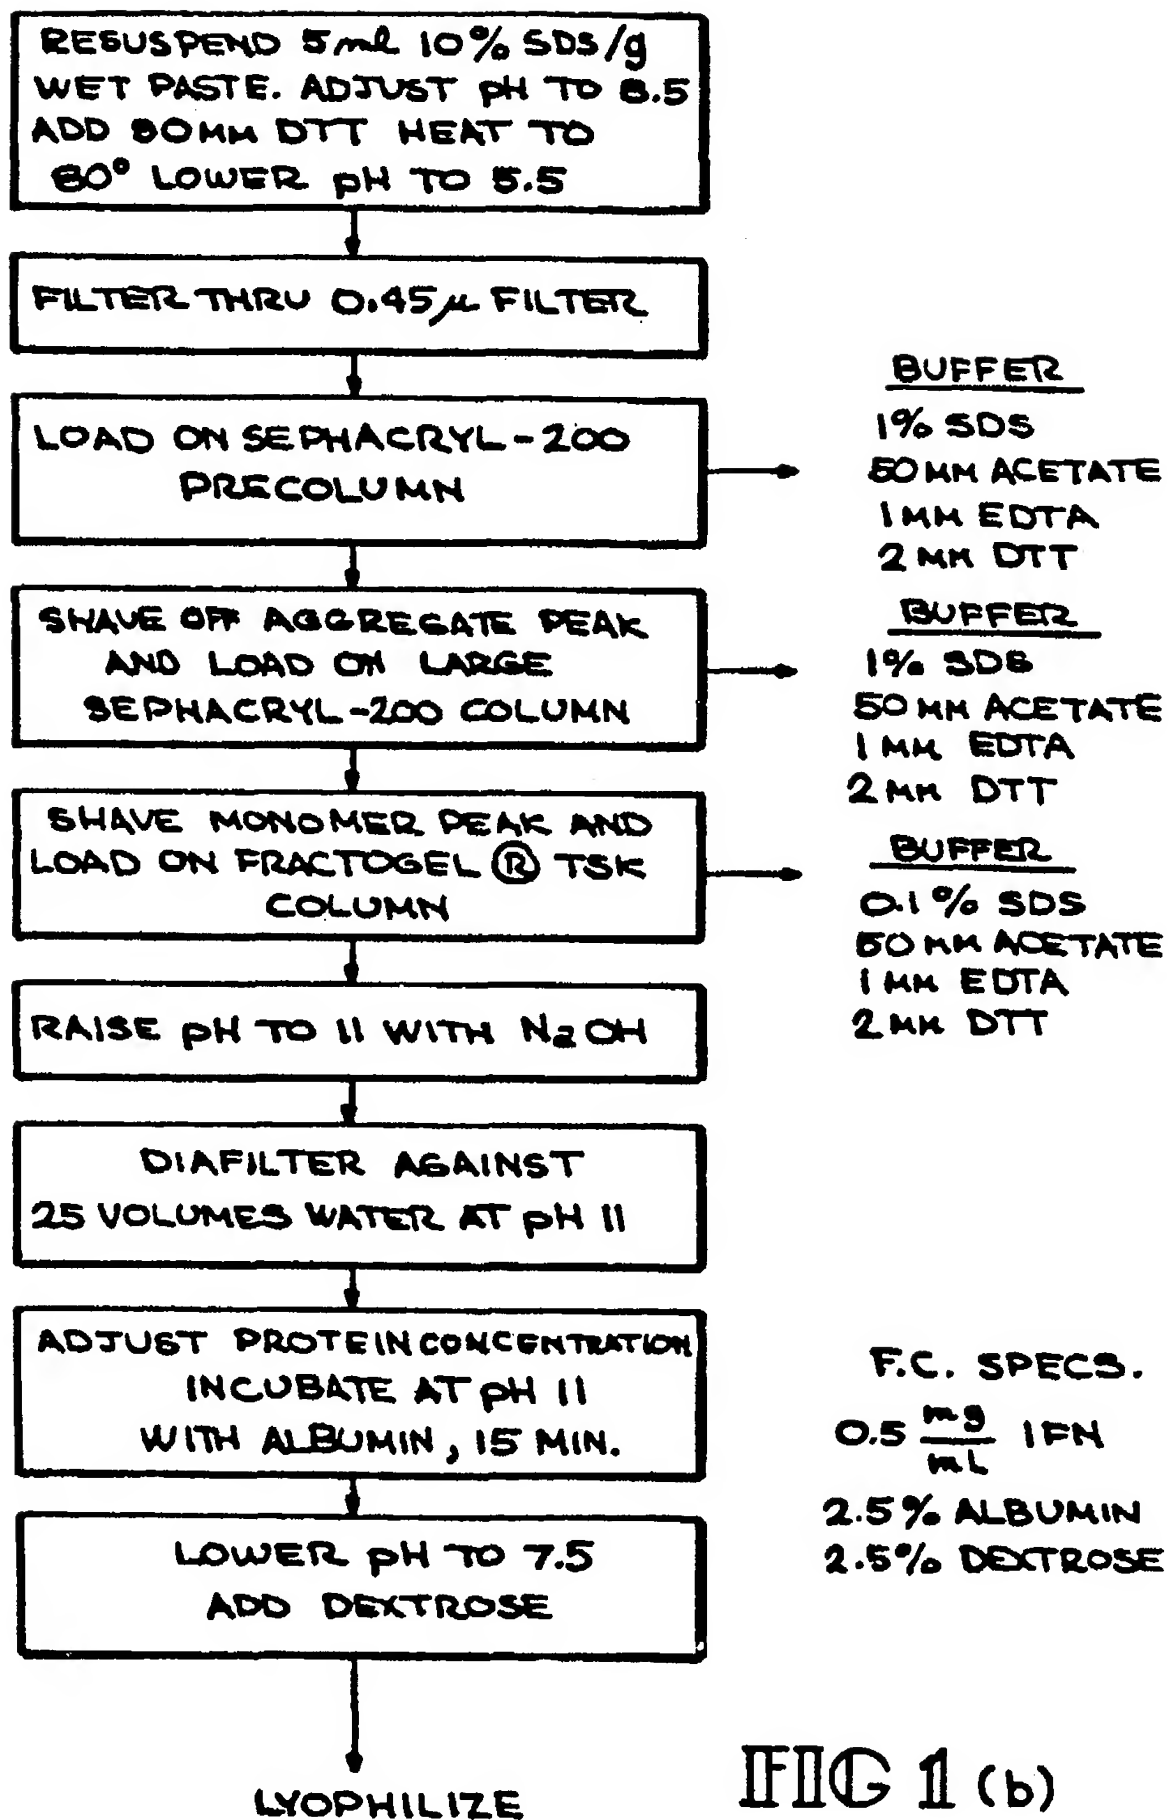 RESUSPEND 5ml 10% SDS/g
WET PASTE. ADJUST pH TO 8.5
ADD 80MM DTT HEAT TO
80° LOWER pH TO 5.5
FILTER THRU 0.45μ FILTER
LOAD ON SEPHACRYL-200
PRECOLUMN
BUFFER
1% SDS
50 MM ACETATE
1 MM EDTA
2 MM DTT
SHAVE OFF AGGREGATE PEAK
AND LOAD ON LARGE
SEPHACRYL-200 COLUMN
BUFFER
1% SDS
50 MM ACETATE
1 MM EDTA
2 MM DTT
SHAVE MONOMER PEAK AND
LOAD ON FRACTOGEL ® TSK
COLUMN
BUFFER
0.1% SDS
50 MM ACETATE
1 MM EDTA
2 MM DTT
RAISE pH TO 11 WITH NaOH
DIAFILTER AGAINST
25 VOLUMES WATER AT pH 11
ADJUST PROTEIN CONCENTRATION
INCUBATE AT pH 11
WITH ALBUMIN, 15 MIN.
F.C. SPECS.
0.5 mg/mL IFN
2.5% ALBUMIN
2.5% DEXTROSE
LOWER pH TO 7.5
ADD DEXTROSE
LYOPHILIZE
FIG 1 (b)